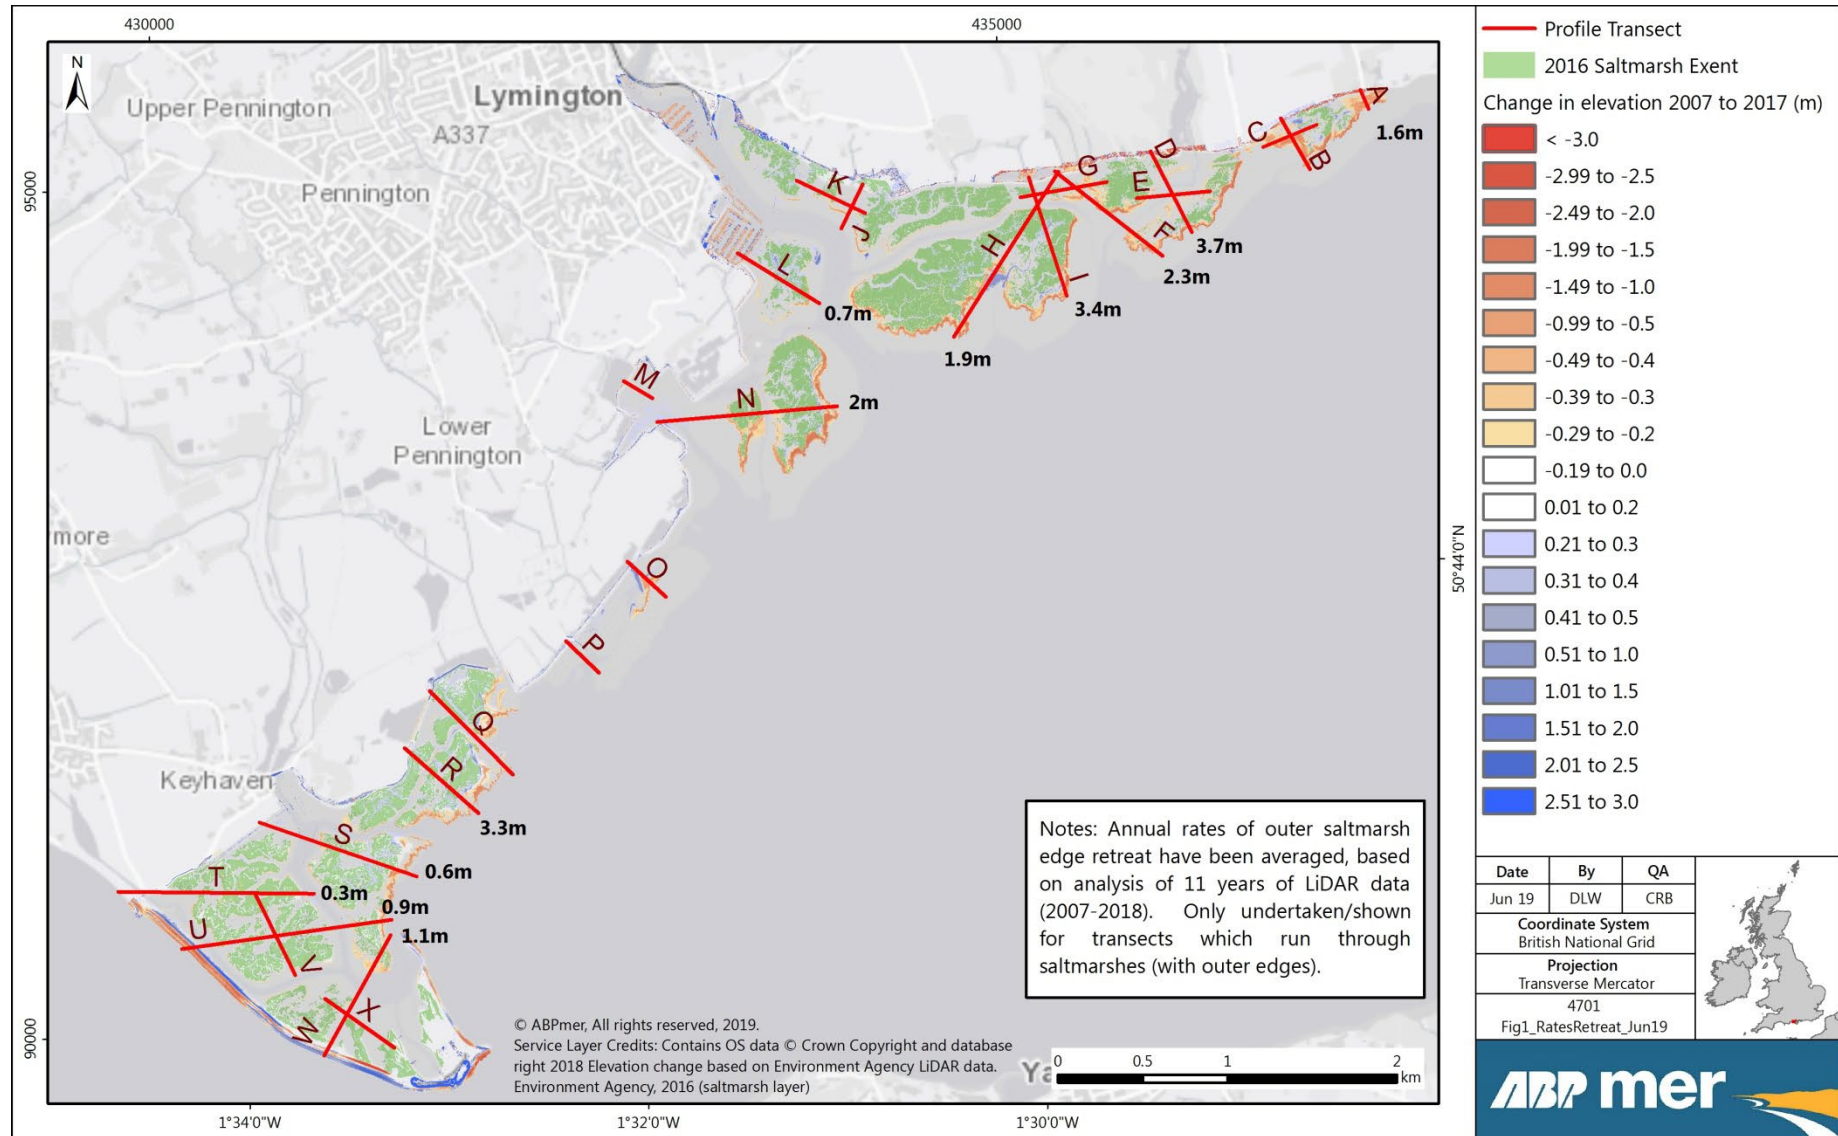 430000
435000
N
Upper Pennington
Lymington
A337
Pennington
95000
A
1.6m
C
B
D
G
E
F
3.7m
2.3m
K
J
H
I
3.4m
L
0.7m
1.9m
M
N
2m
Lower
Pennington
more
50°44'0"N
O
P
Q
R
3.3m
Keyhaven
S
0.6m
T
0.3m
0.9m
U
1.1m
V
X
W
90000
Ya
Notes: Annual rates of outer saltmarsh
edge retreat have been averaged, based
on analysis of 11 years of LiDAR data
(2007-2018). Only undertaken/shown
for transects which run through
saltmarshes (with outer edges).
© ABPmer, All rights reserved, 2019.
Service Layer Credits: Contains OS data © Crown Copyright and database
right 2018 Elevation change based on Environment Agency LiDAR data.
Environment Agency, 2016 (saltmarsh layer)
0 0.5 1 2
km
1°34'0"W
1°32'0"W
1°30'0"W
Profile Transect
2016 Saltmarsh Exent
Change in elevation 2007 to 2017 (m)
< -3.0
-2.99 to -2.5
-2.49 to -2.0
-1.99 to -1.5
-1.49 to -1.0
-0.99 to -0.5
-0.49 to -0.4
-0.39 to -0.3
-0.29 to -0.2
-0.19 to 0.0
0.01 to 0.2
0.21 to 0.3
0.31 to 0.4
0.41 to 0.5
0.51 to 1.0
1.01 to 1.5
1.51 to 2.0
2.01 to 2.5
2.51 to 3.0
Date By QA
Jun 19 DLW CRB
Coordinate System
British National Grid
Projection
Transverse Mercator
4701
Fig1_RatesRetreat_Jun19
ABPmer